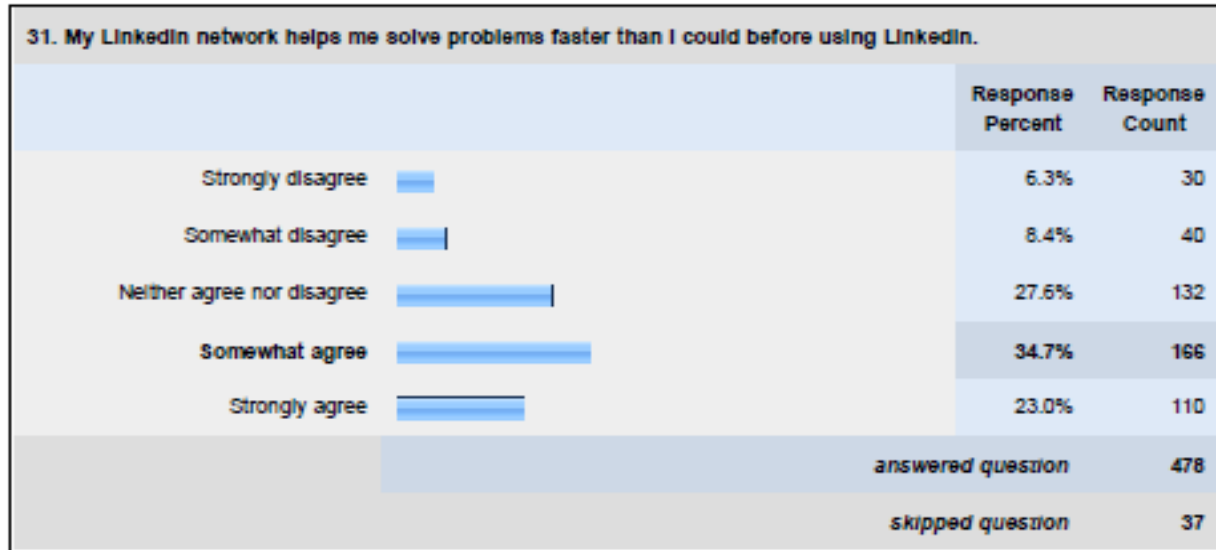 31. My LinkedIn network helps me solve problems faster than I could before using LinkedIn.
Response Percent Response Count
Strongly disagree 6.3% 30
Somewhat disagree 8.4% 40
Neither agree nor disagree 27.6% 132
Somewhat agree 34.7% 166
Strongly agree 23.0% 110
answered question 478
skipped question 37